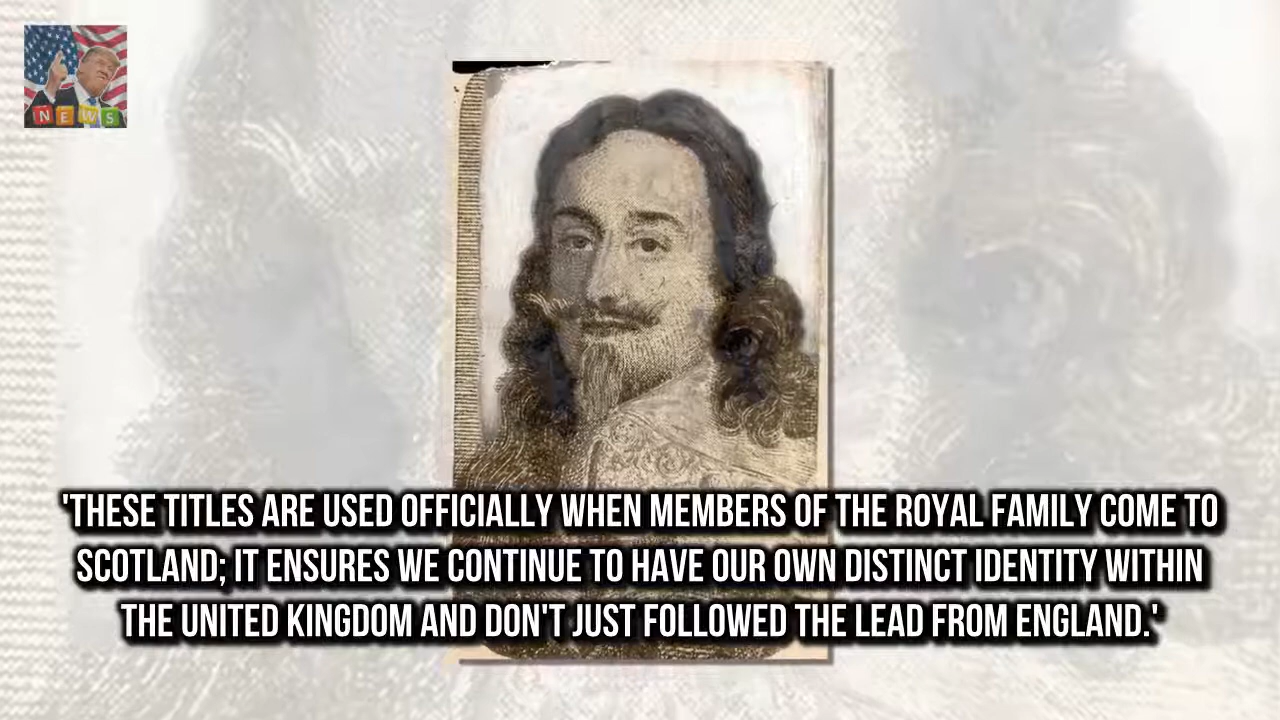 NEWS
'THESE TITLES ARE USED OFFICIALLY WHEN MEMBERS OF THE ROYAL FAMILY COME TO
SCOTLAND; IT ENSURES WE CONTINUE TO HAVE OUR OWN DISTINCT IDENTITY WITHIN
THE UNITED KINGDOM AND DON'T JUST FOLLOWED THE LEAD FROM ENGLAND.'